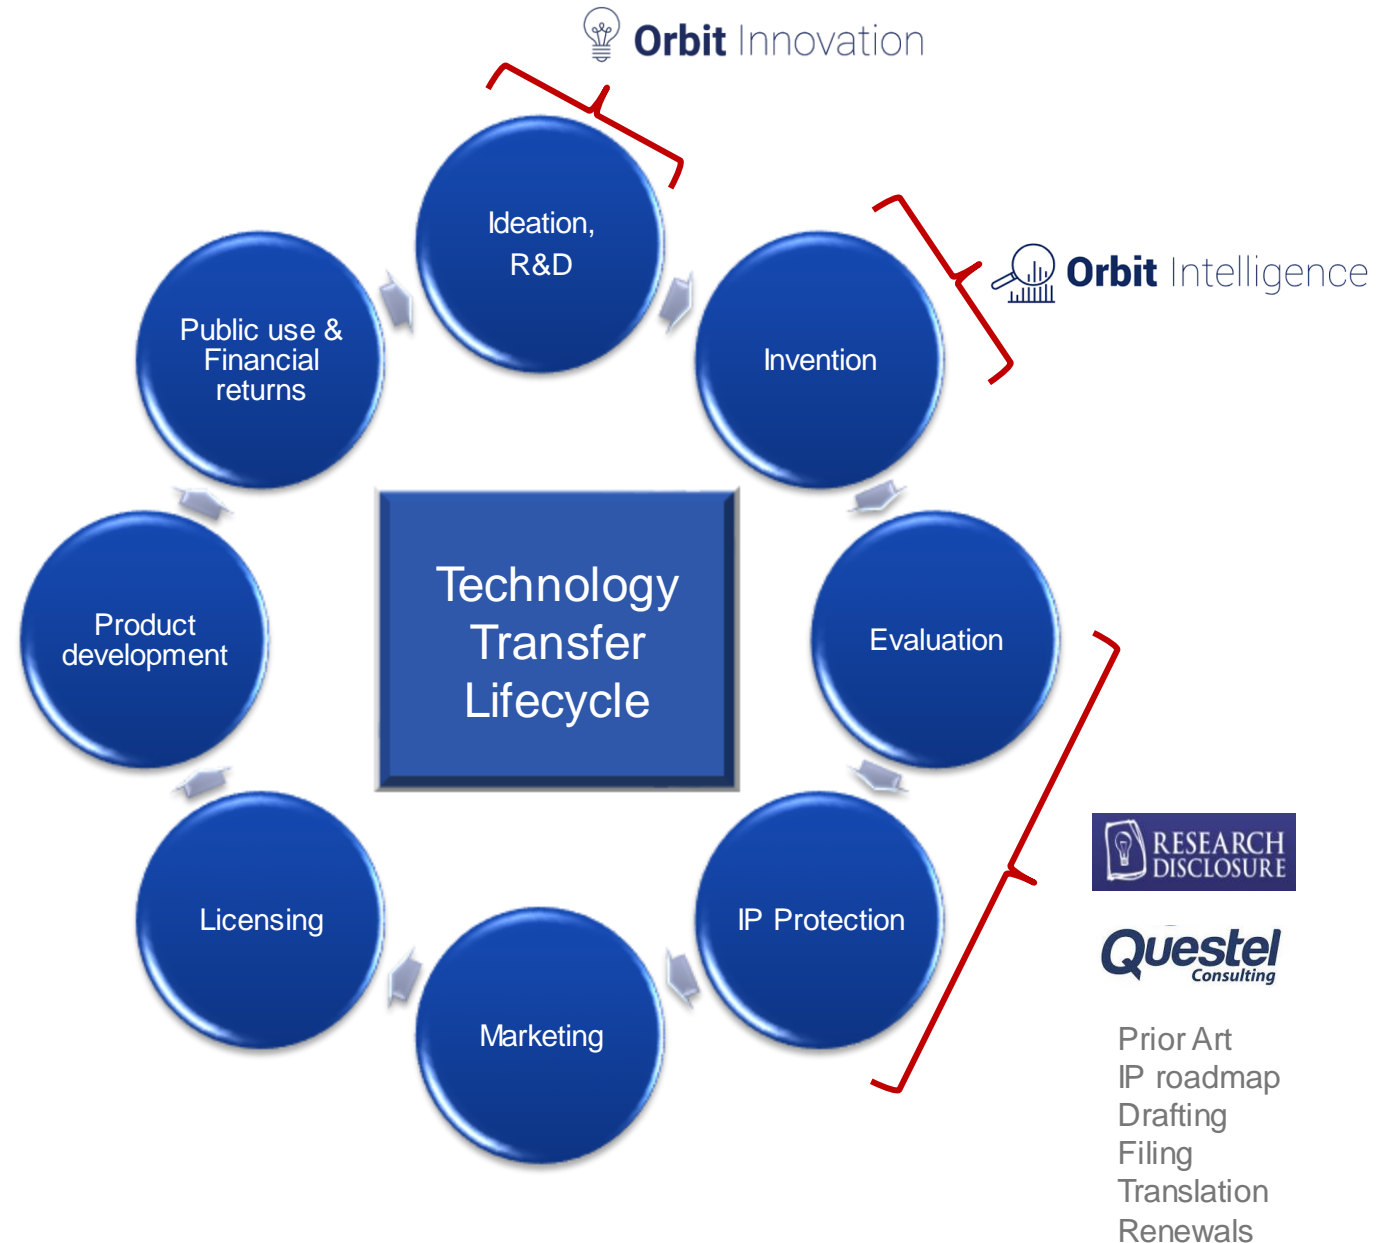 Orbit Innovation
Ideation,
R&D
Orbit Intelligence
Public use &
Financial
returns
Invention
Technology
Transfer
Lifecycle
Product
development
Evaluation
RESEARCH
DISCLOSURE
Licensing
IP Protection
Questel
Consulting
Marketing
Prior Art
IP roadmap
Drafting
Filing
Translation
Renewals